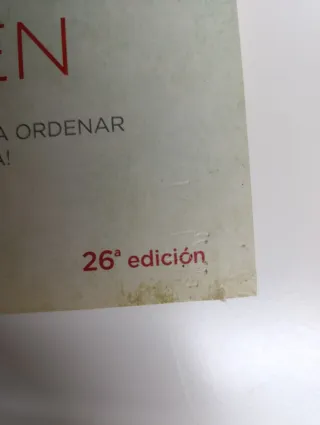 EN
A ORDENAR
A!
26ª edición